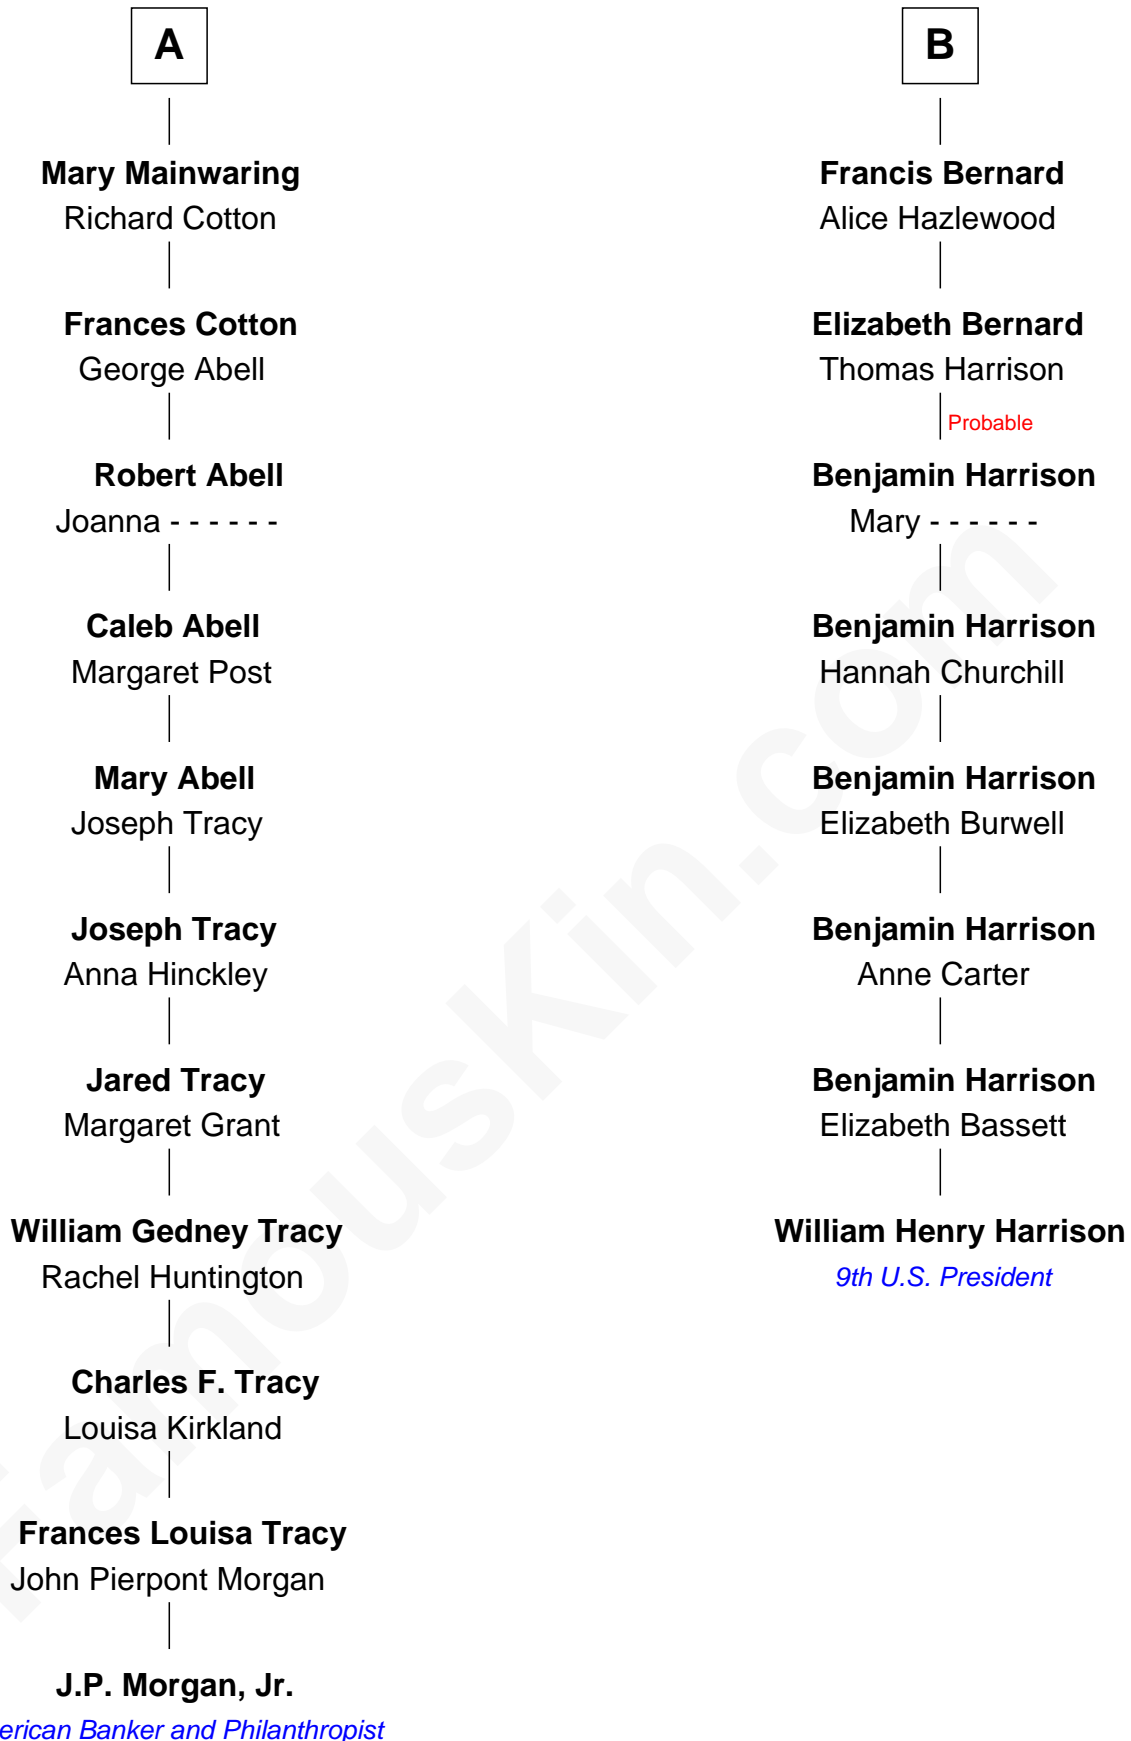 A
Mary Mainwaring
Richard Cotton
Frances Cotton
George Abell
Robert Abell
Joanna - - - - - -
Caleb Abell
Margaret Post
Mary Abell
Joseph Tracy
Joseph Tracy
Anna Hinckley
Jared Tracy
Margaret Grant
William Gedney Tracy
Rachel Huntington
Charles F. Tracy
Louisa Kirkland
Frances Louisa Tracy
John Pierpont Morgan
J.P. Morgan, Jr.
erican Banker and Philanthropist
B
Francis Bernard
Alice Hazlewood
Elizabeth Bernard
Thomas Harrison
Probable
Benjamin Harrison
Mary - - - - - -
Benjamin Harrison
Hannah Churchill
Benjamin Harrison
Elizabeth Burwell
Benjamin Harrison
Anne Carter
Benjamin Harrison
Elizabeth Bassett
William Henry Harrison
9th U.S. President
FamousKin.com